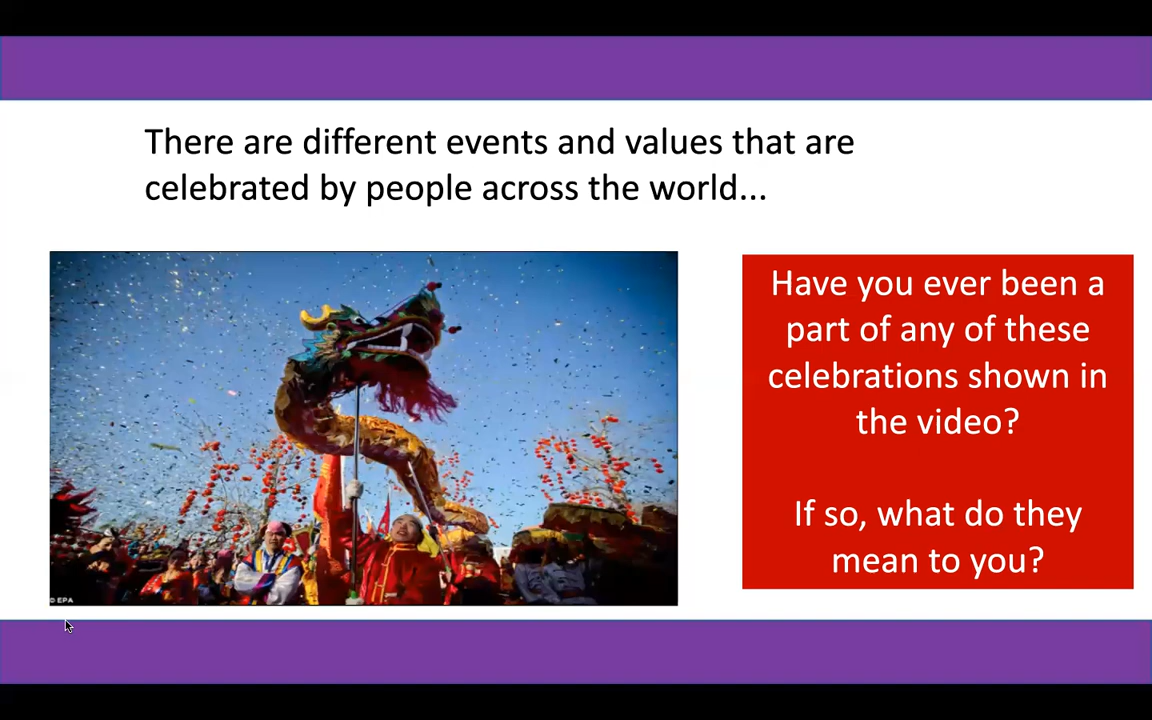 There are different events and values that are
celebrated by people across the world...
Have you ever been a
part of any of these
celebrations shown in
the video?
If so, what do they
mean to you?
© EPA